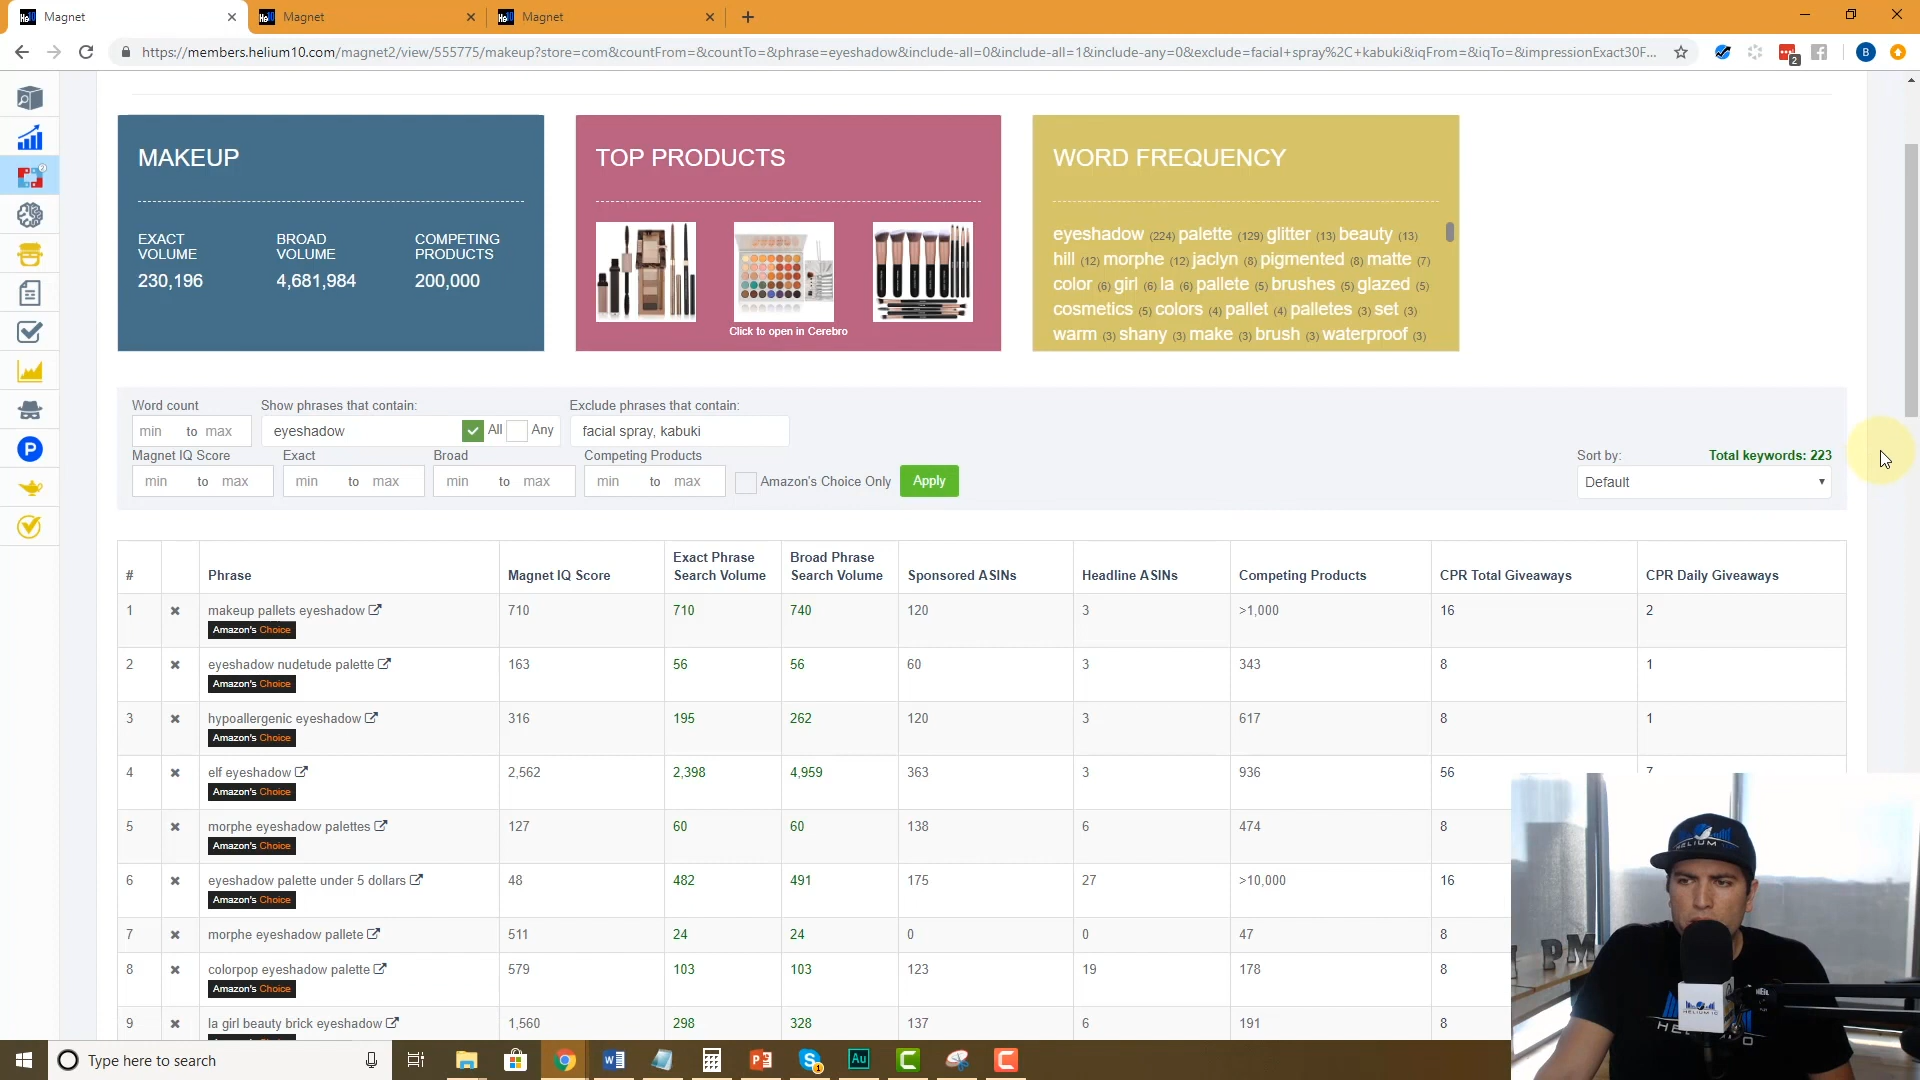 Magnet
Magnet
Magnet
https://members.helium10.com/magnet2/view/555775/makeup?store=com&countFrom=&countTo=&phrase=eyeshadow&include-all=0&include-all=1&include-any=0&exclude=facial+spray%2C+kabuki&iqFrom=&iqTo=&impressionExact30F...
2
B
MAKEUP
EXACT VOLUME
BROAD VOLUME
COMPETING PRODUCTS
230,196
4,681,984
200,000
TOP PRODUCTS
Click to open in Cerebro
WORD FREQUENCY
eyeshadow (224) palette (129) glitter (13) beauty (13)
hill (12) morphe (12) jaclyn (8) pigmented (8) matte (7)
color (6) girl (6) la (6) pallete (5) brushes (5) glazed (5)
cosmetics (5) colors (4) pallet (4) palletes (3) set (3)
warm (3) shany (3) make (3) brush (3) waterproof (3)
Word count
Show phrases that contain:
Exclude phrases that contain:
min to max
eyeshadow
All
Any
facial spray, kabuki
Magnet IQ Score
Exact
Broad
Competing Products
Sort by:
Total keywords: 223
min to max
min to max
min to max
min to max
Amazon's Choice Only
Apply
Default
# Phrase Magnet IQ Score Exact Phrase Search Volume Broad Phrase Search Volume Sponsored ASINs Headline ASINs Competing Products CPR Total Giveaways CPR Daily Giveaways
1 makeup pallets eyeshadow 710 710 740 120 3 >1,000 16 2
Amazon's Choice
2 eyeshadow nudetude palette 163 56 56 60 3 343 8 1
Amazon's Choice
3 hypoallergenic eyeshadow 316 195 262 120 3 617 8 1
Amazon's Choice
4 elf eyeshadow 2,562 2,398 4,959 363 3 936 56 7
Amazon's Choice
5 morphe eyeshadow palettes 127 60 60 138 6 474 8
Amazon's Choice
6 eyeshadow palette under 5 dollars 48 482 491 175 27 >10,000 16
Amazon's Choice
7 morphe eyeshadow pallete 511 24 24 0 0 47 8
8 colorpop eyeshadow palette 579 103 103 123 19 178 8
Amazon's Choice
9 la girl beauty brick eyeshadow 1,560 298 328 137 6 191 8
HELIUM
PM
HELIUM 10
Type here to search